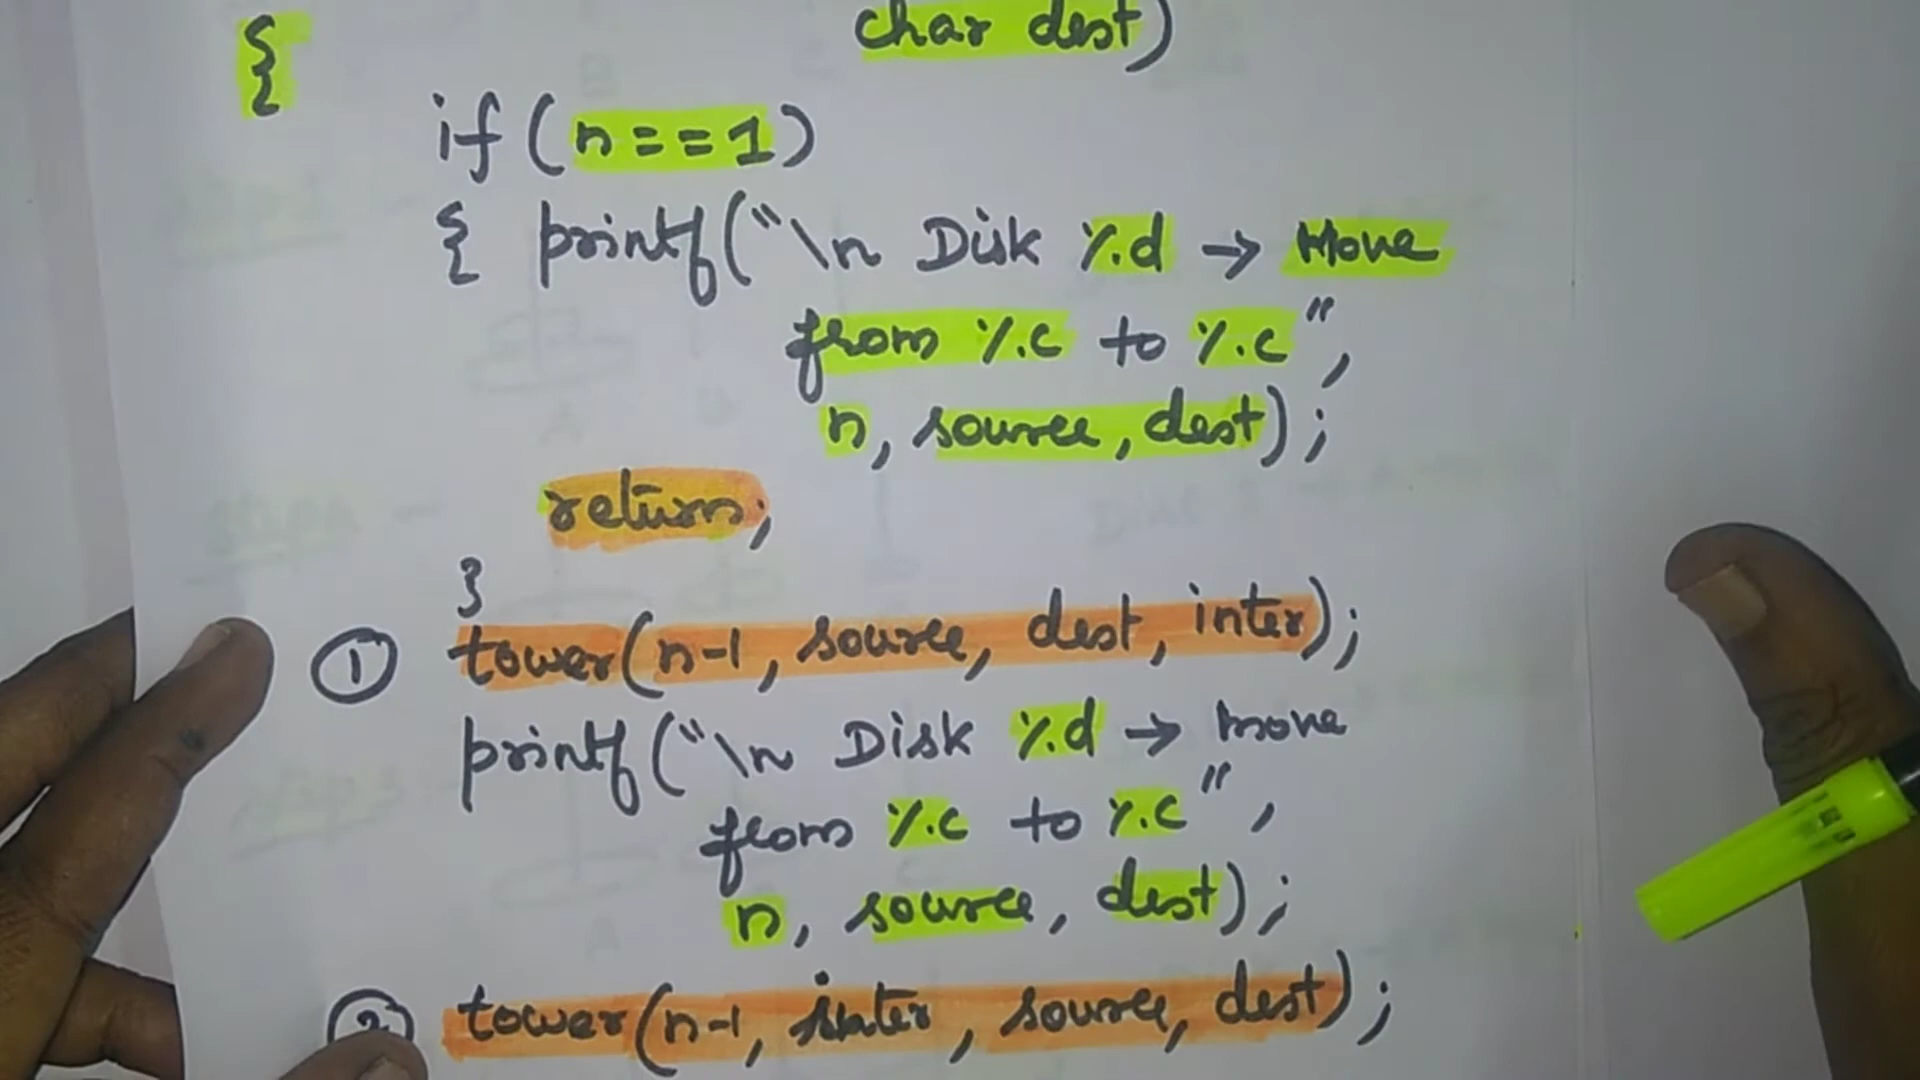 { char dest)
if (n==1)
{ printf("\n Disk %d → Move
from %c to %c",
n, source, dest);
return;
}
① tower(n-1, source, dest, inter);
printf("\n Disk %d → move
from %c to %c",
n, source, dest);
② tower(n-1, inter, source, dest);